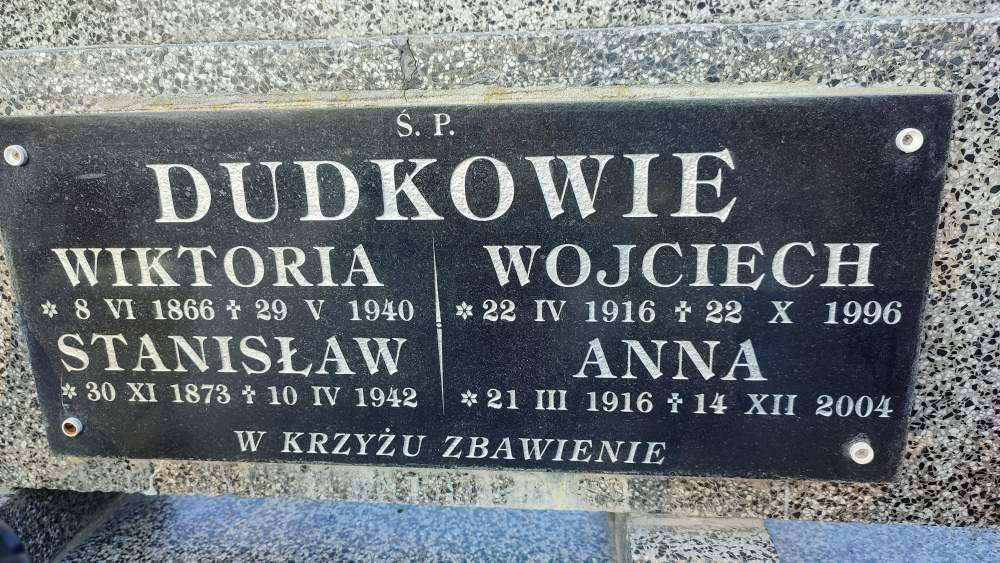 Ś. P.
DUDKOWIE
WIKTORIA
* 8 VI 1866 ✝ 29 V 1940
STANISŁAW
* 30 XI 1873 ✝ 10 IV 1942
WOJCIECH
* 22 IV 1916 ✝ 22 X 1996
ANNA
* 21 III 1916 ✝ 14 XII 2004
W KRZYŻU ZBAWIENIE